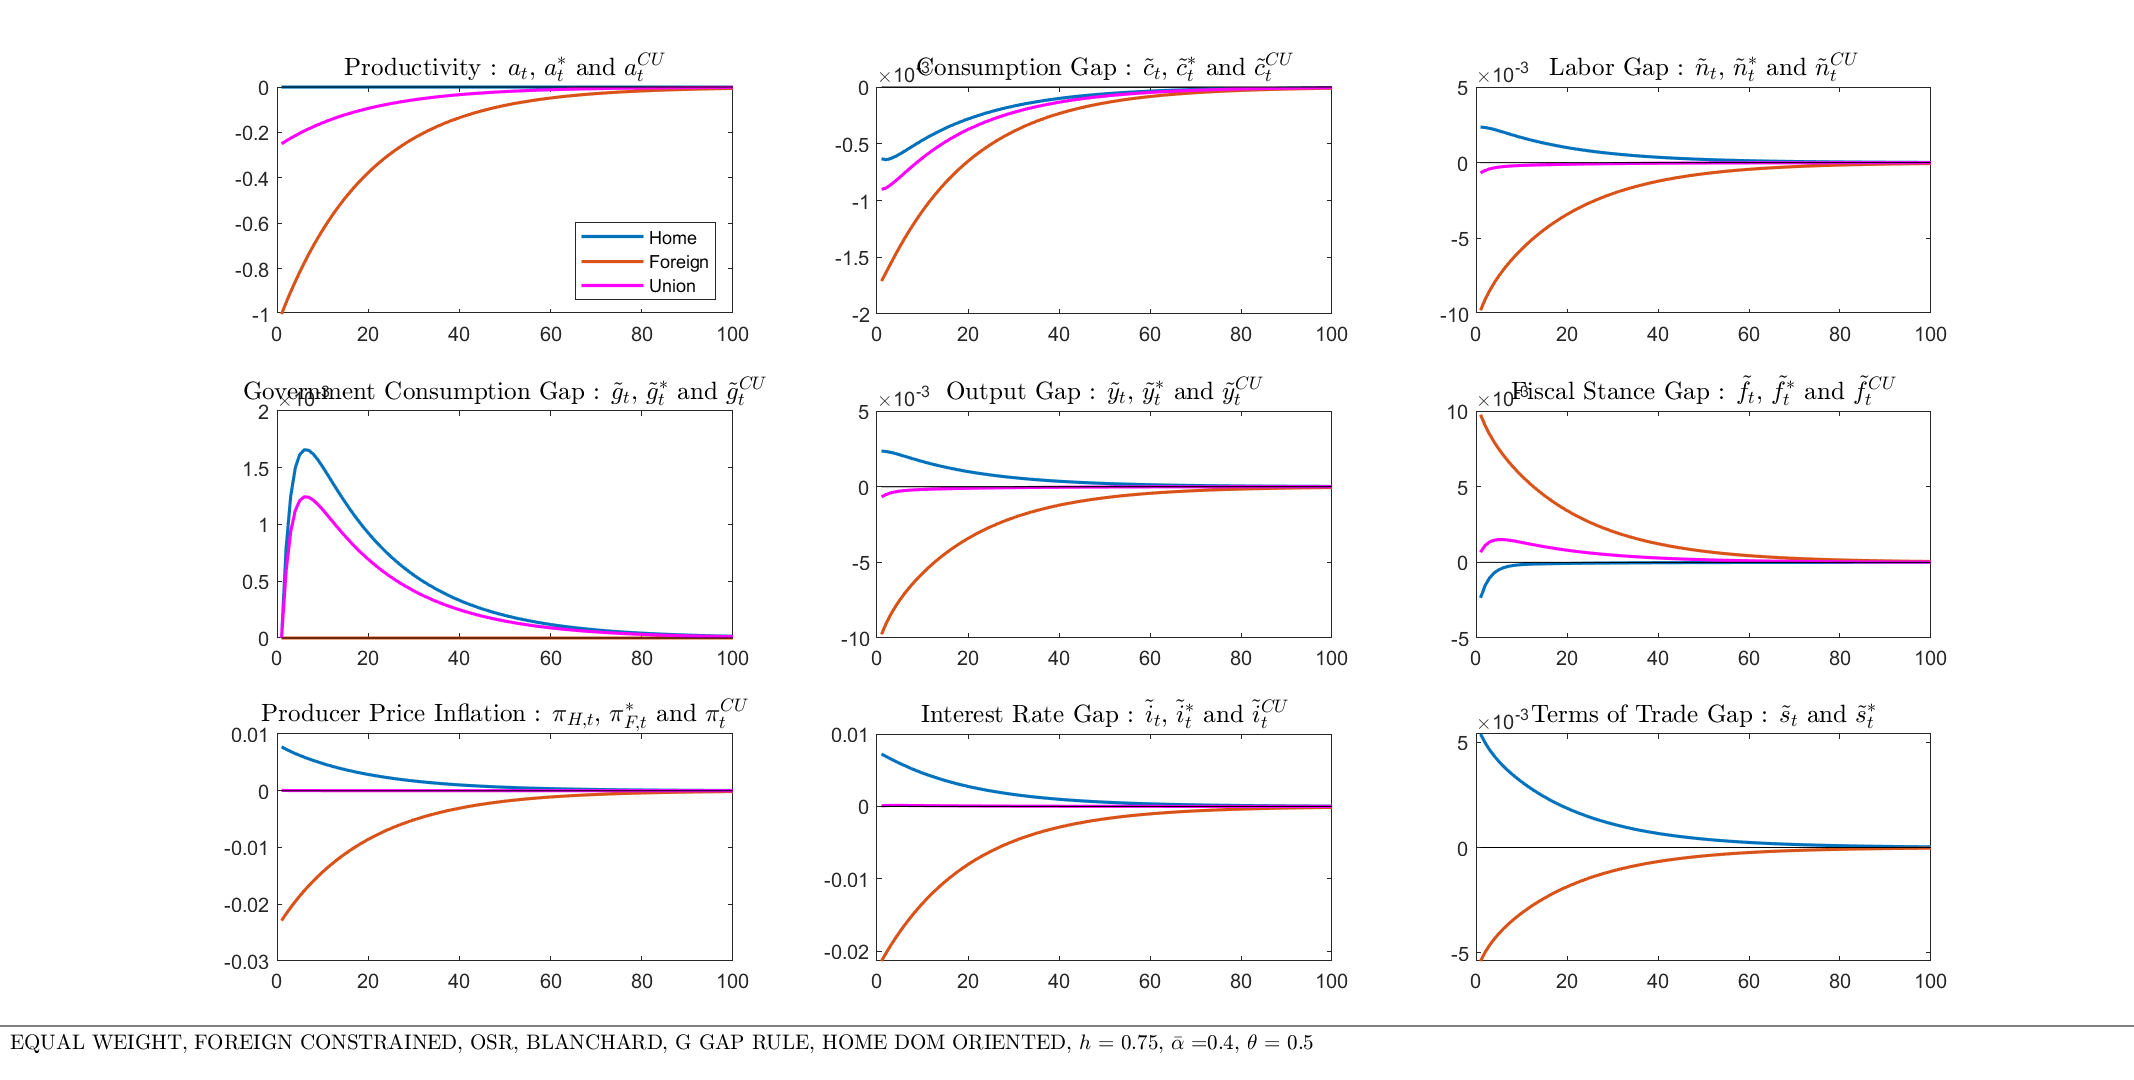 Productivity : a_t, a_t^* and a_t^{CU}
0
-0.2
-0.4
-0.6
-0.8
-1
0 20 40 60 80 100
Home
Foreign
Union
×10^{-3}
Consumption Gap : c̃_t, c̃_t^* and c̃_t^{CU}
0
-0.5
-1
-1.5
-2
0 20 40 60 80 100
×10^{-3}
Labor Gap : ñ_t, ñ_t^* and ñ_t^{CU}
5
0
-5
-10
0 20 40 60 80 100
×10^{-3}
Government Consumption Gap : g̃_t, g̃_t^* and g̃_t^{CU}
2
1.5
1
0.5
0
0 20 40 60 80 100
×10^{-3}
Output Gap : ỹ_t, ỹ_t^* and ỹ_t^{CU}
5
0
-5
-10
0 20 40 60 80 100
×10^{-3}
Fiscal Stance Gap : f̃_t, f̃_t^* and f̃_t^{CU}
10
5
0
-5
0 20 40 60 80 100
Producer Price Inflation : π_{H,t}, π_{F,t}^* and π_t^{CU}
0.01
0
-0.01
-0.02
-0.03
0 20 40 60 80 100
Interest Rate Gap : ĩ_t, ĩ_t^* and ĩ_t^{CU}
0.01
0
-0.01
-0.02
0 20 40 60 80 100
×10^{-3}
Terms of Trade Gap : s̃_t and s̃_t^*
5
0
-5
0 20 40 60 80 100
EQUAL WEIGHT, FOREIGN CONSTRAINED, OSR, BLANCHARD, G GAP RULE, HOME DOM ORIENTED, h = 0.75, ᾱ =0.4, θ = 0.5